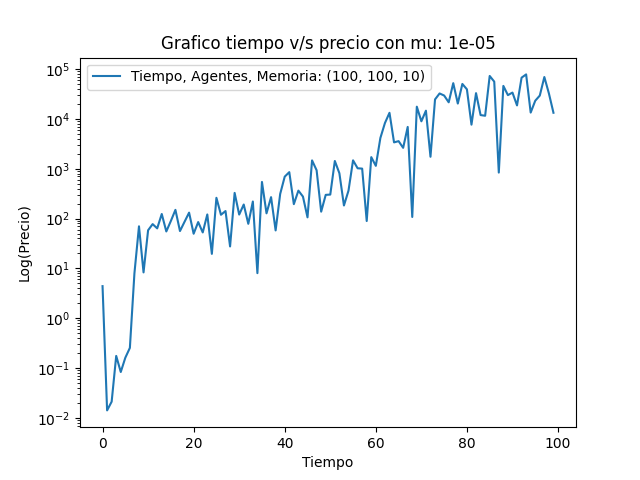 Grafico tiempo v/s precio con mu: 1e-05
Tiempo, Agentes, Memoria: (100, 100, 10)
Log(Precio)
10^5
10^4
10^3
10^2
10^1
10^0
10^-1
10^-2
0 20 40 60 80 100
Tiempo